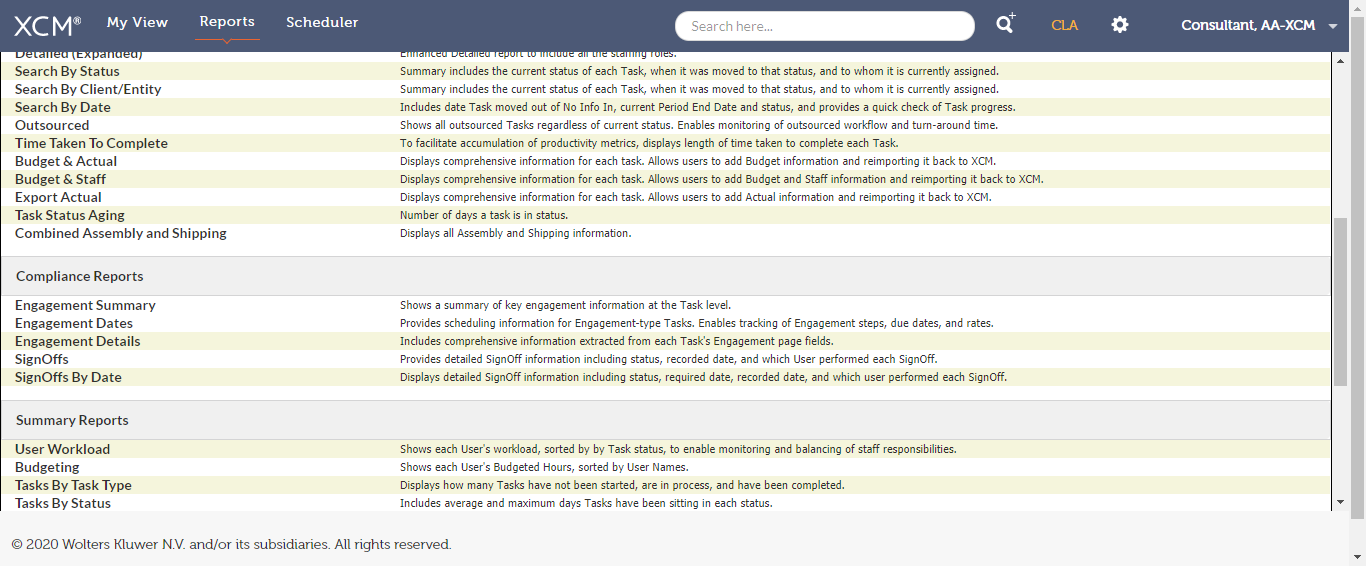 XCM® My View Reports Scheduler Search here... CLA Consultant, AA-XCM
Detailed (Expanded) Enhanced Detailed report to include all the staffing roles.
Search By Status Summary includes the current status of each Task, when it was moved to that status, and to whom it is currently assigned.
Search By Client/Entity Summary includes the current status of each Task, when it was moved to that status, and to whom it is currently assigned.
Search By Date Includes date Task moved out of No Info In, current Period End Date and status, and provides a quick check of Task progress.
Outsourced Shows all outsourced Tasks regardless of current status. Enables monitoring of outsourced workflow and turn-around time.
Time Taken To Complete To facilitate accumulation of productivity metrics, displays length of time taken to complete each Task.
Budget & Actual Displays comprehensive information for each task. Allows users to add Budget information and reimporting it back to XCM.
Budget & Staff Displays comprehensive information for each task. Allows users to add Budget and Staff information and reimporting it back to XCM.
Export Actual Displays comprehensive information for each task. Allows users to add Actual information and reimporting it back to XCM.
Task Status Aging Number of days a task is in status.
Combined Assembly and Shipping Displays all Assembly and Shipping information.
Compliance Reports
Engagement Summary Shows a summary of key engagement information at the Task level.
Engagement Dates Provides scheduling information for Engagement-type Tasks. Enables tracking of Engagement steps, due dates, and rates.
Engagement Details Includes comprehensive information extracted from each Task's Engagement page fields.
SignOffs Provides detailed SignOff information including status, recorded date, and which User performed each SignOff.
SignOffs By Date Displays detailed SignOff information including status, required date, recorded date, and which user performed each SignOff.
Summary Reports
User Workload Shows each User's workload, sorted by by Task status, to enable monitoring and balancing of staff responsibilities.
Budgeting Shows each User's Budgeted Hours, sorted by User Names.
Tasks By Task Type Displays how many Tasks have not been started, are in process, and have been completed.
Tasks By Status Includes average and maximum days Tasks have been sitting in each status.
© 2020 Wolters Kluwer N.V. and/or its subsidiaries. All rights reserved.